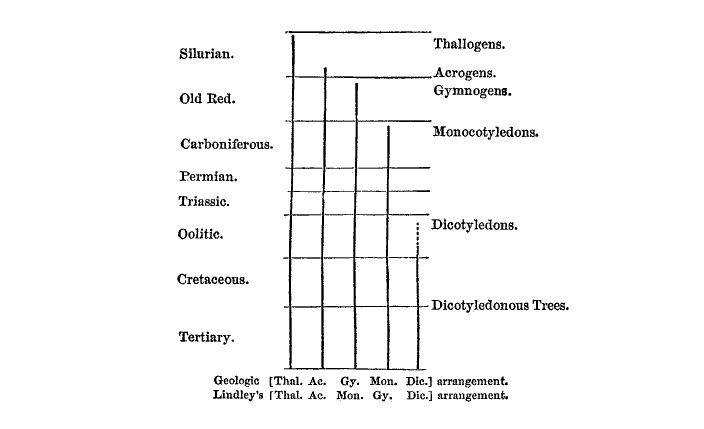 Silurian.
Thallogens.
Acrogens.
Old Red.
Gymnogens.
Carboniferous.
Monocotyledons.
Permian.
Triassic.
Oolitic.
Dicotyledons.
Cretaceous.
Dicotyledonous Trees.
Tertiary.
Geologic [Thal. Ac. Gy. Mon. Dic.] arrangement.
Lindley's [Thal. Ac. Mon. Gy. Dic.] arrangement.